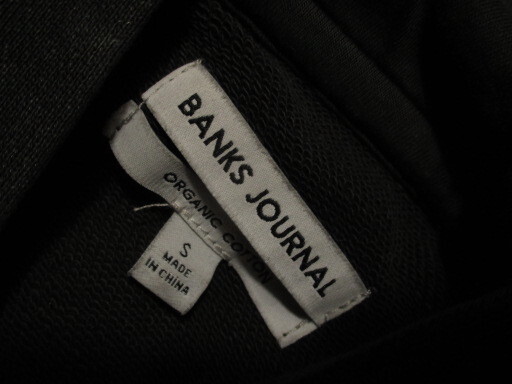 BANKS JOURNAL
ORGANIC COTTON
S
MADE
IN CHINA